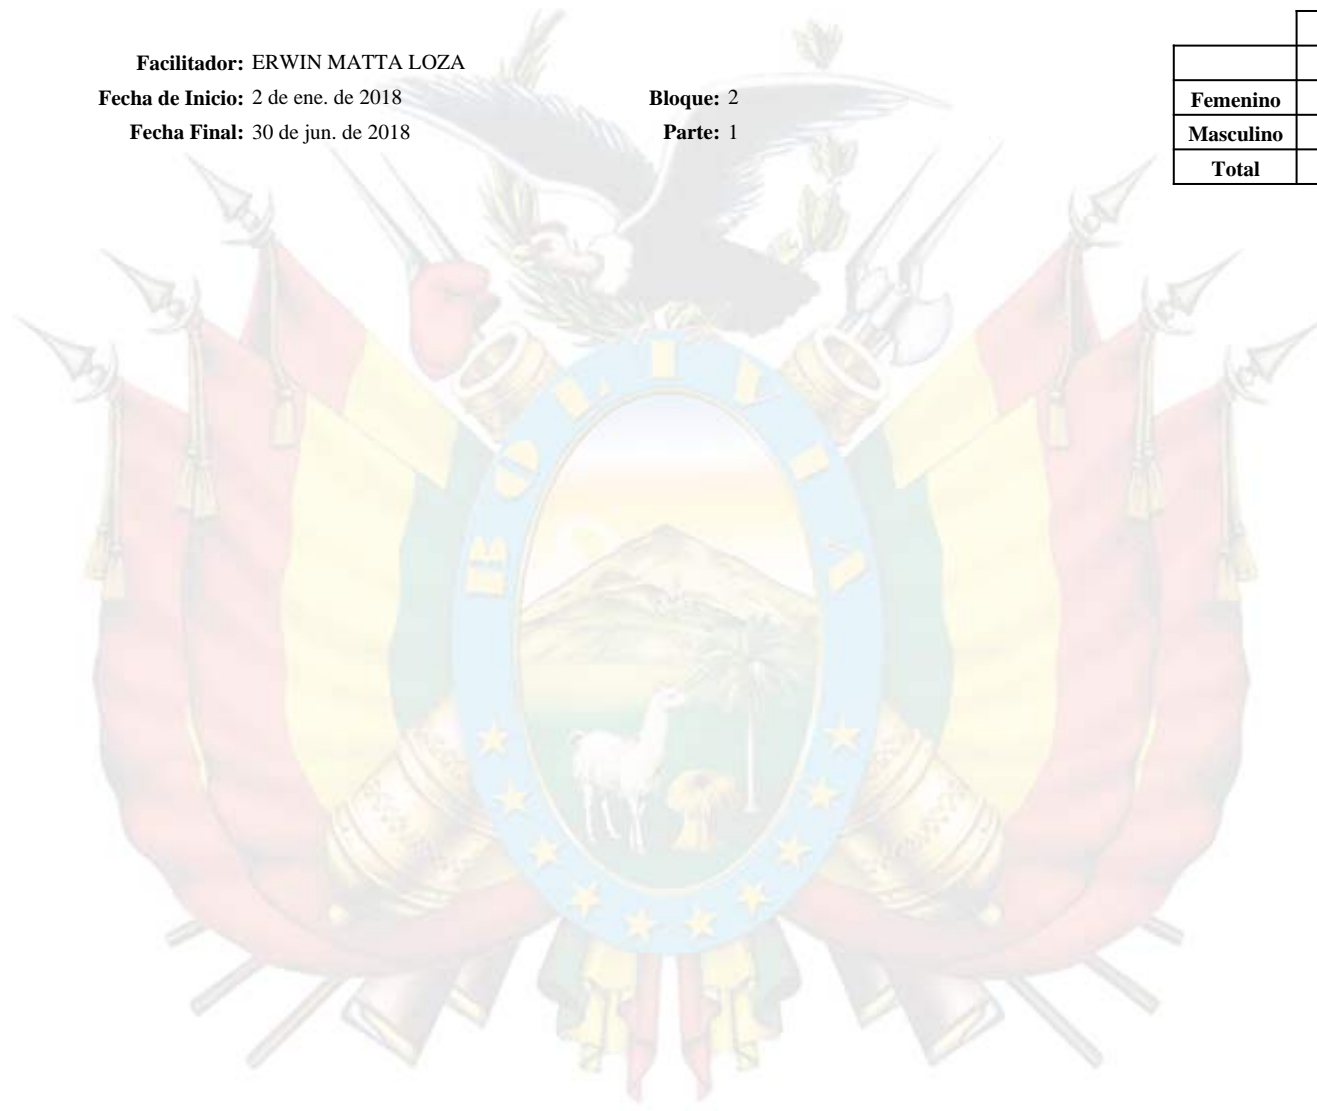 Facilitador: ERWIN MATTA LOZA
Fecha de Inicio: 2 de ene. de 2018
Bloque: 2
Fecha Final: 30 de jun. de 2018
Parte: 1
Femenino
Masculino
Total
BOLIVIA